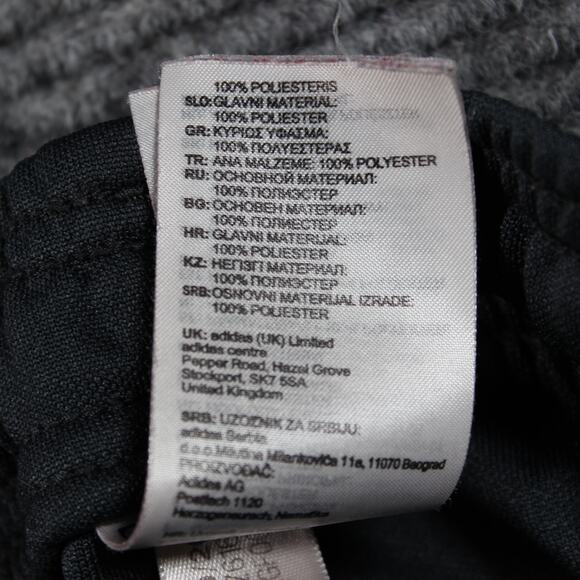 100% POLIESTERIS
SLO: GLAVNI MATERIAL:
100% POLIESTER
GR: ΚΥΡΙΟΣ ΥΦΑΣΜΑ:
100% ΠΟΛΥΕΣΤΕΡΑΣ
TR: ANA MALZEME: 100% POLYESTER
RU: ОСНОВНОЙ МАТЕРИАЛ:
100% ПОЛИЭСТЕР
BG: ОСНОВЕН МАТЕРИАЛ:
100% ПОЛИЕСТЕР
HR: GLAVNI MATERIJAL:
100% POLIESTER
KZ: НЕГІЗГІ МАТЕРИАЛ:
100% ПОЛИЭСТЕР
SRB: OSNOVNI MATERIJAL IZRADE:
100% POLIESTER
UK: adidas (UK) Limited
adidas centre
Pepper Road, Hazel Grove
Stockport, SK7 5SA
United Kingdom
SRB: UZOZNIK ZA SRBIJU:
adidas Serbia
d.o.o. Milutina Milankovića 11a, 11070 Beograd
PROIZVOĐAČ:
Adidas AG
Postfach 1120
Herzogenaurach, Nemačka